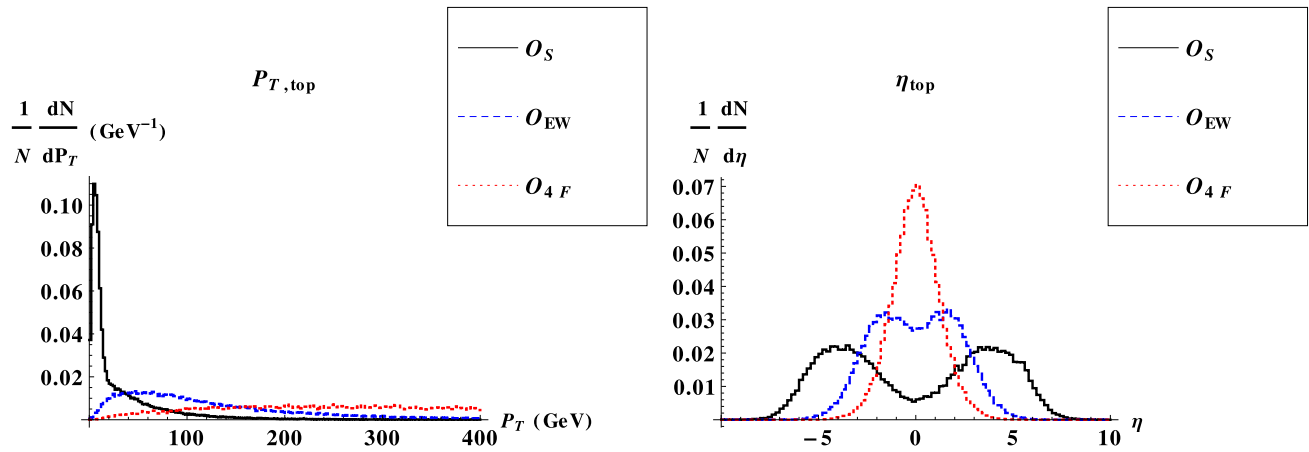 P_T,top
1/N dN/dP_T (GeV⁻¹)
O_S
O_EW
O_4F
0.10
0.08
0.06
0.04
0.02
100
200
300
400
P_T (GeV)
η_top
1/N dN/dη
O_S
O_EW
O_4F
0.07
0.06
0.05
0.04
0.03
0.02
0.01
−5
0
5
10
η